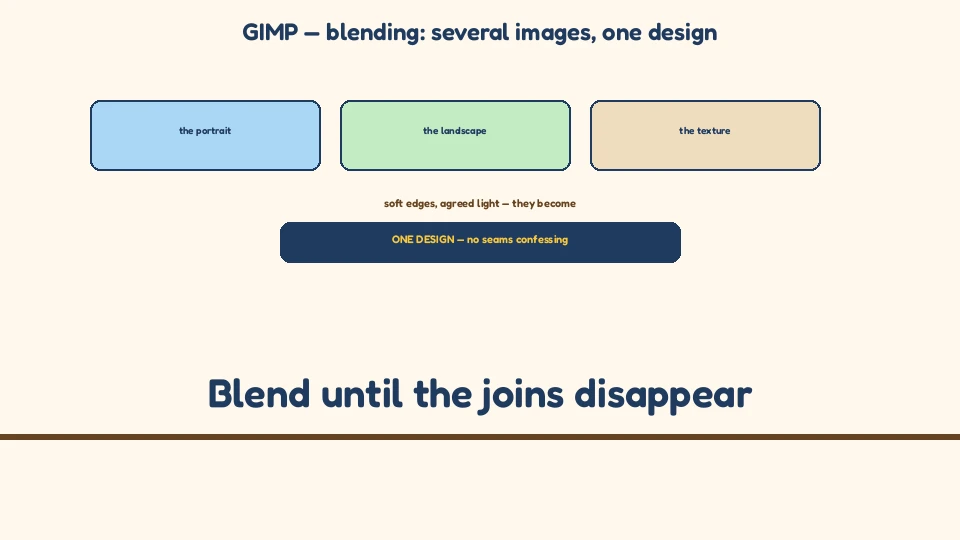 GIMP — blending: several images, one design
the portrait
the landscape
the texture
soft edges, agreed light — they become
ONE DESIGN — no seams confessing
Blend until the joins disappear